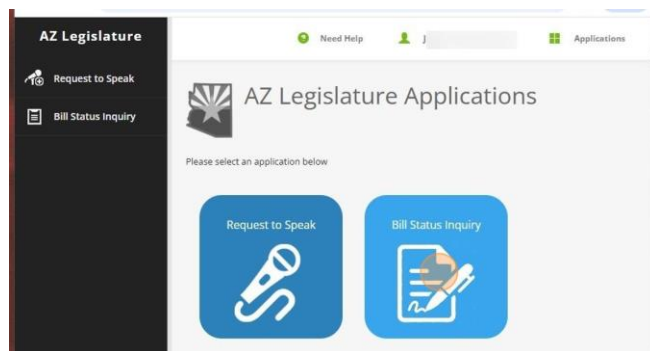 AZ Legislature
Need Help
J
Applications
Request to Speak
Bill Status Inquiry
AZ Legislature Applications
Please select an application below
Request to Speak
Bill Status Inquiry